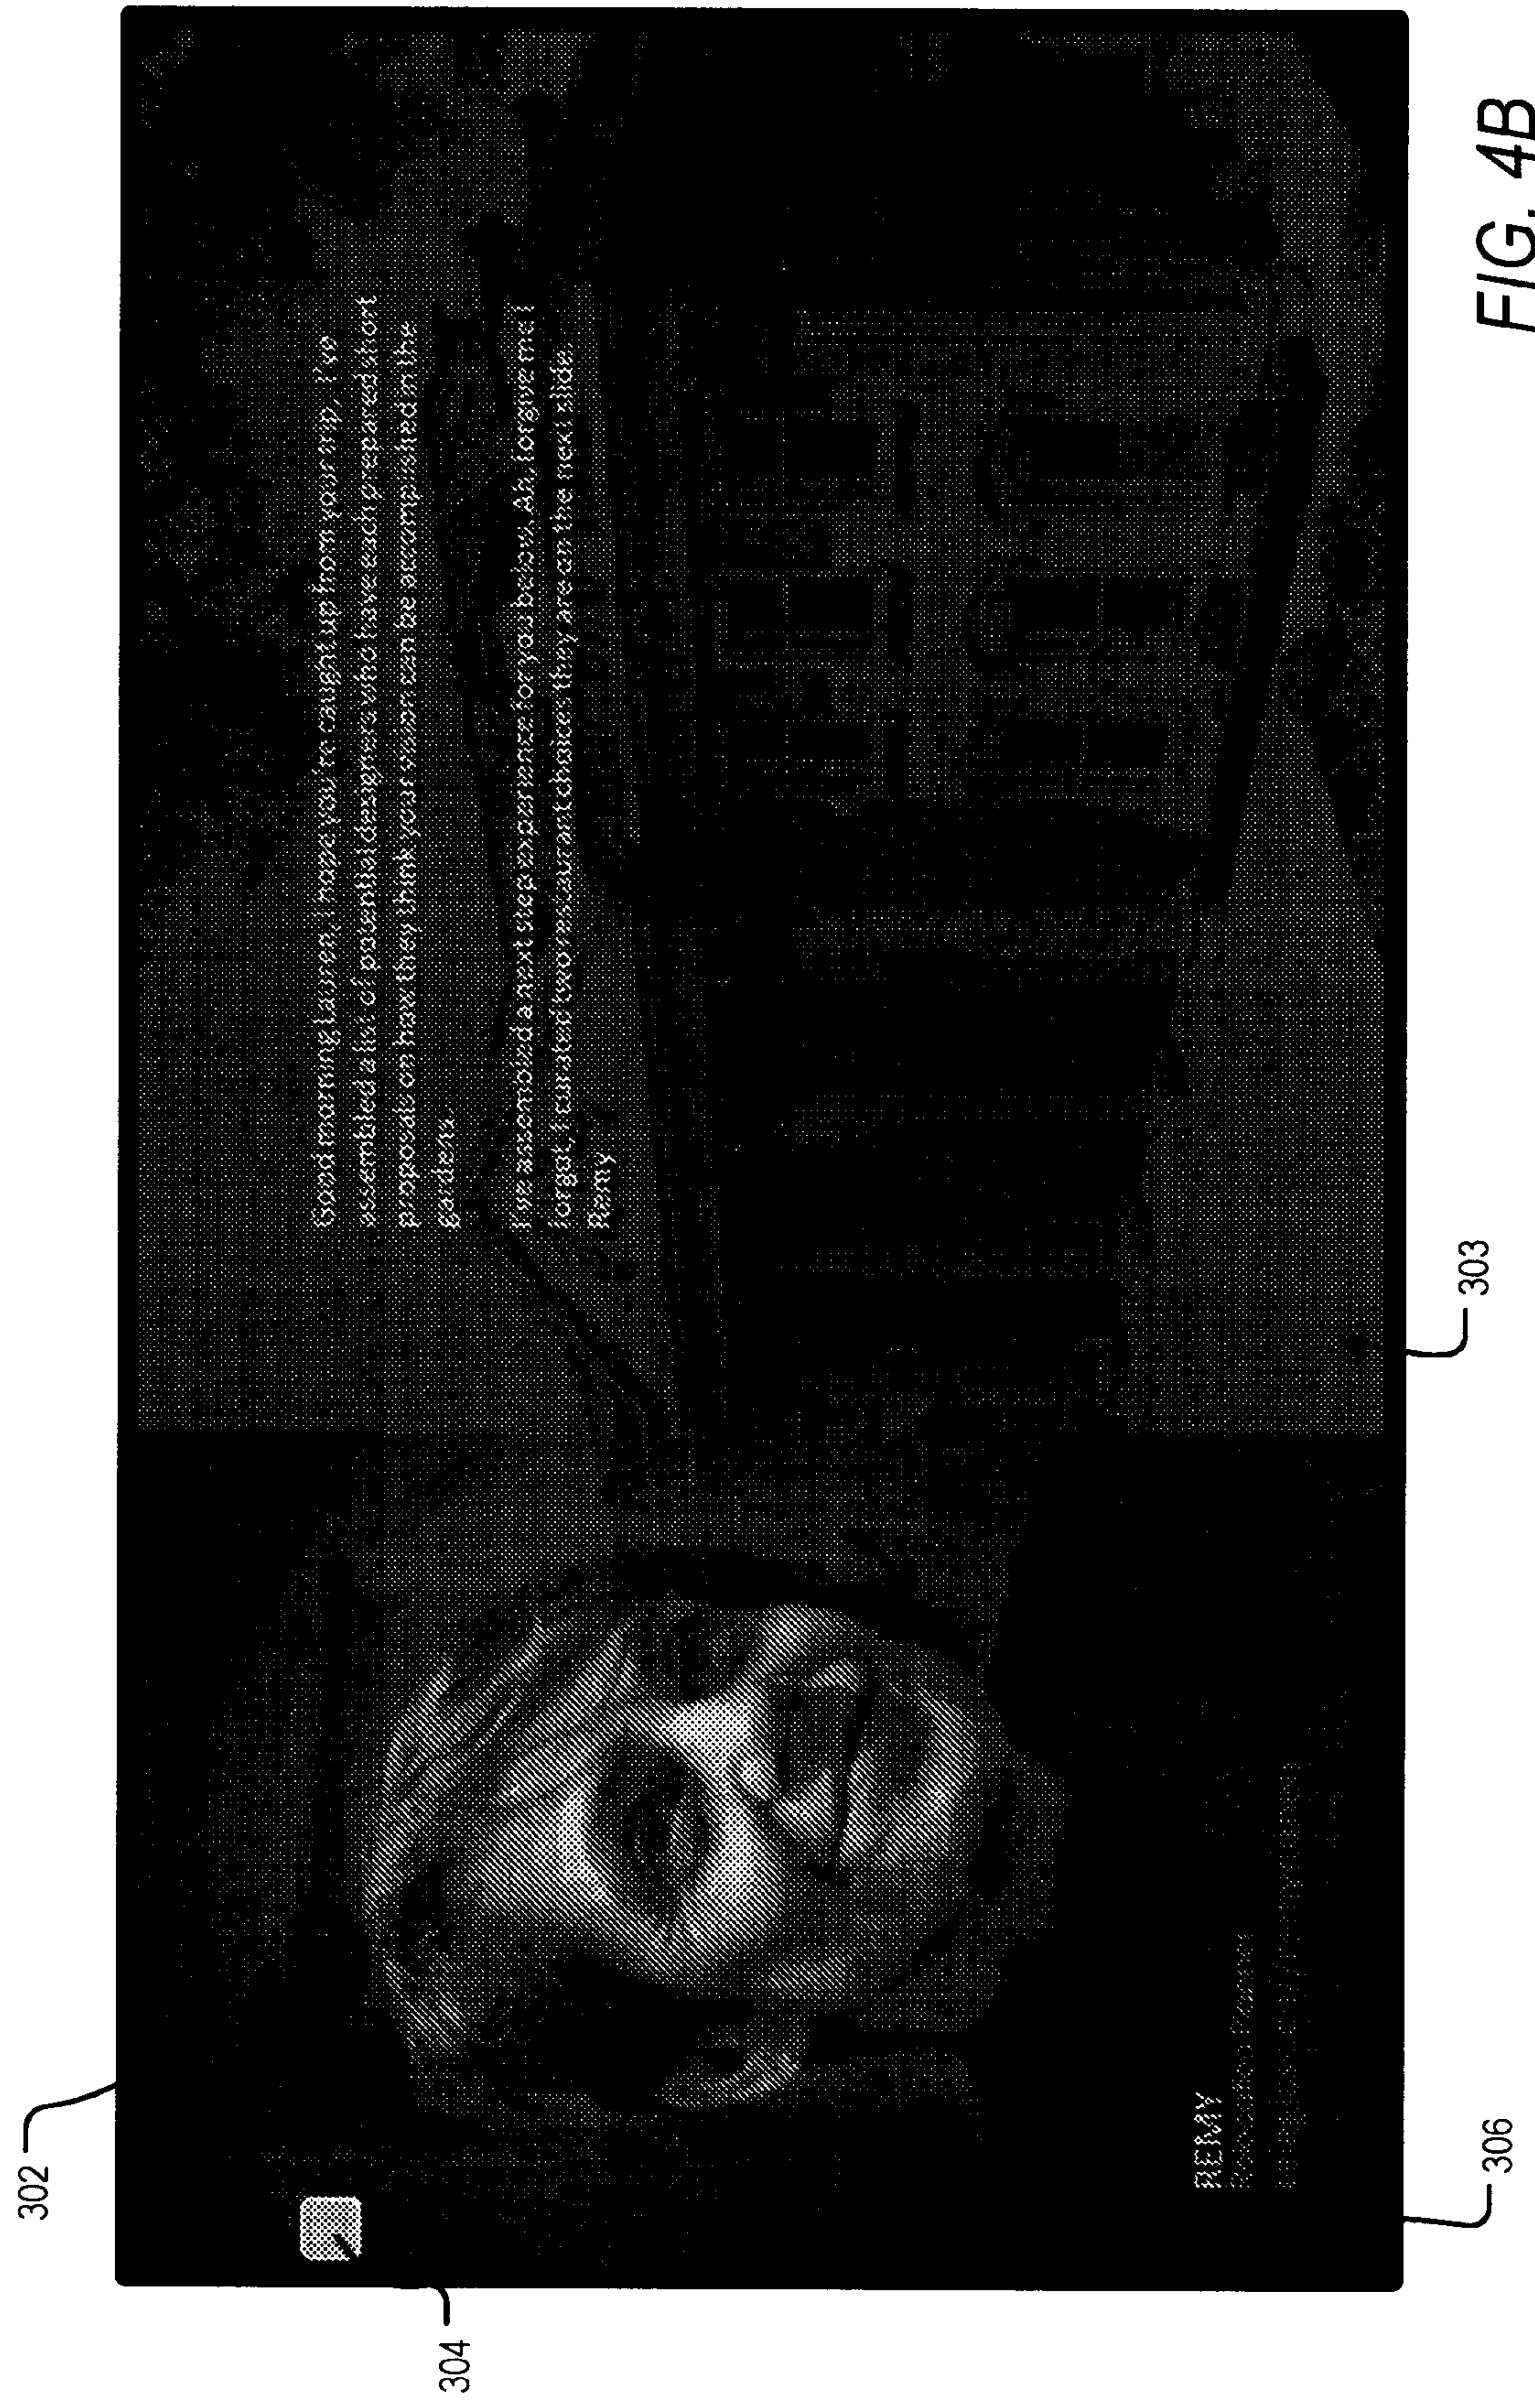 302
304
Good morning Lauren, I hope you're caught up from your trip, I've
assembled a list of potential designers who have each prepared short
proposals on how they think your vision can be accomplished in the
gardens.
I've assembled a next step experience for you below. Ah, forgive me I
forgot, I curated two restaurant choices they are on the next slide.
Remy
REMY
306
303
FIG. 4B